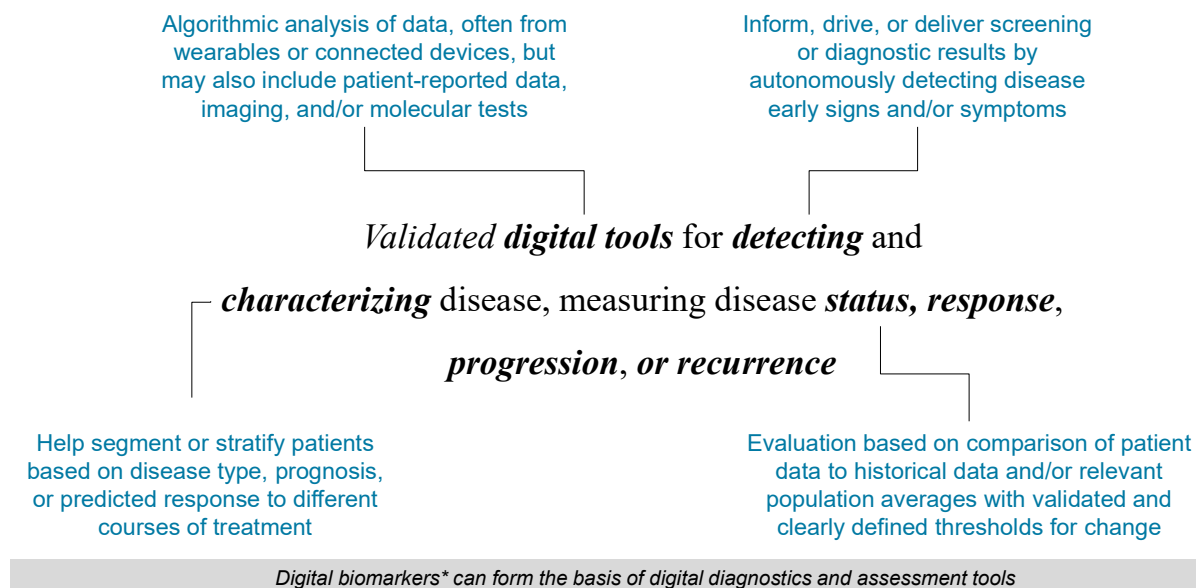 Algorithmic analysis of data, often from
wearables or connected devices, but
may also include patient-reported data,
imaging, and/or molecular tests
Inform, drive, or deliver screening
or diagnostic results by
autonomously detecting disease
early signs and/or symptoms
Validated digital tools for detecting and
characterizing disease, measuring disease status, response,
progression, or recurrence
Help segment or stratify patients
based on disease type, prognosis,
or predicted response to different
courses of treatment
Evaluation based on comparison of patient
data to historical data and/or relevant
population averages with validated and
clearly defined thresholds for change
Digital biomarkers* can form the basis of digital diagnostics and assessment tools